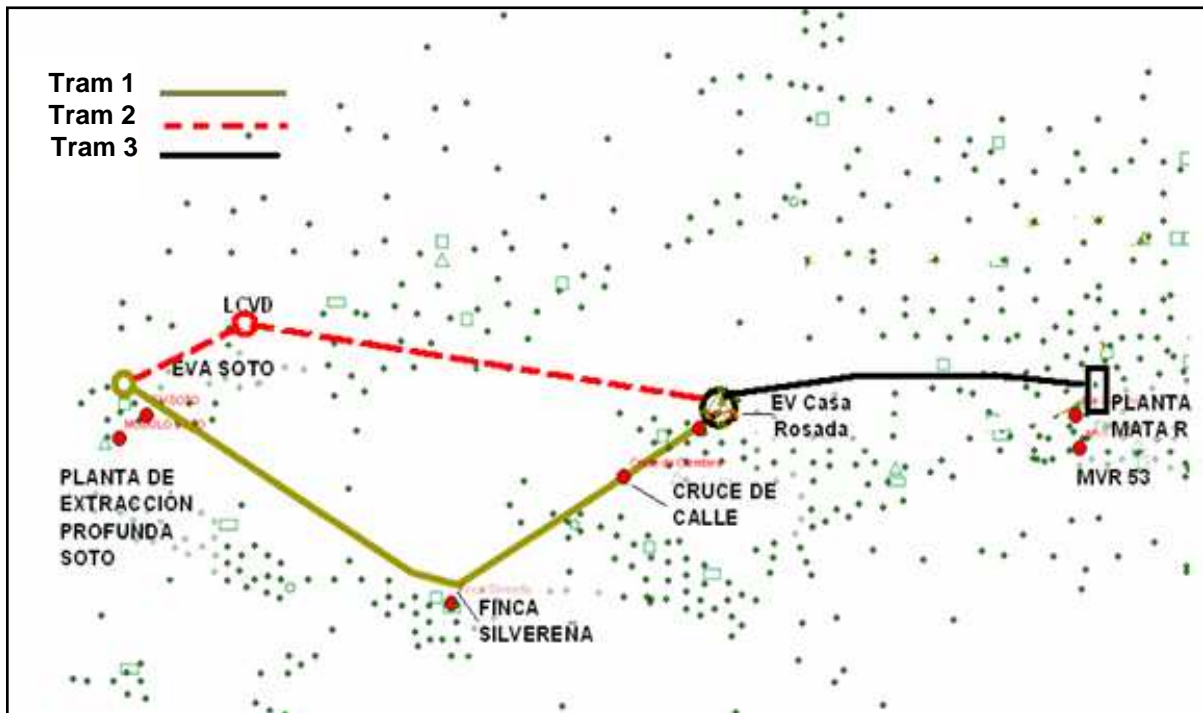 Tram 1
Tram 2
Tram 3
LCVD
EVA SOTO
EV Casa
Rosada
PLANTA
MATA R
MVR 53
CRUCE DE
CALLE
PLANTA DE
EXTRACCIÓN
PROFUNDA
SOTO
FINCA
SILVEREÑA